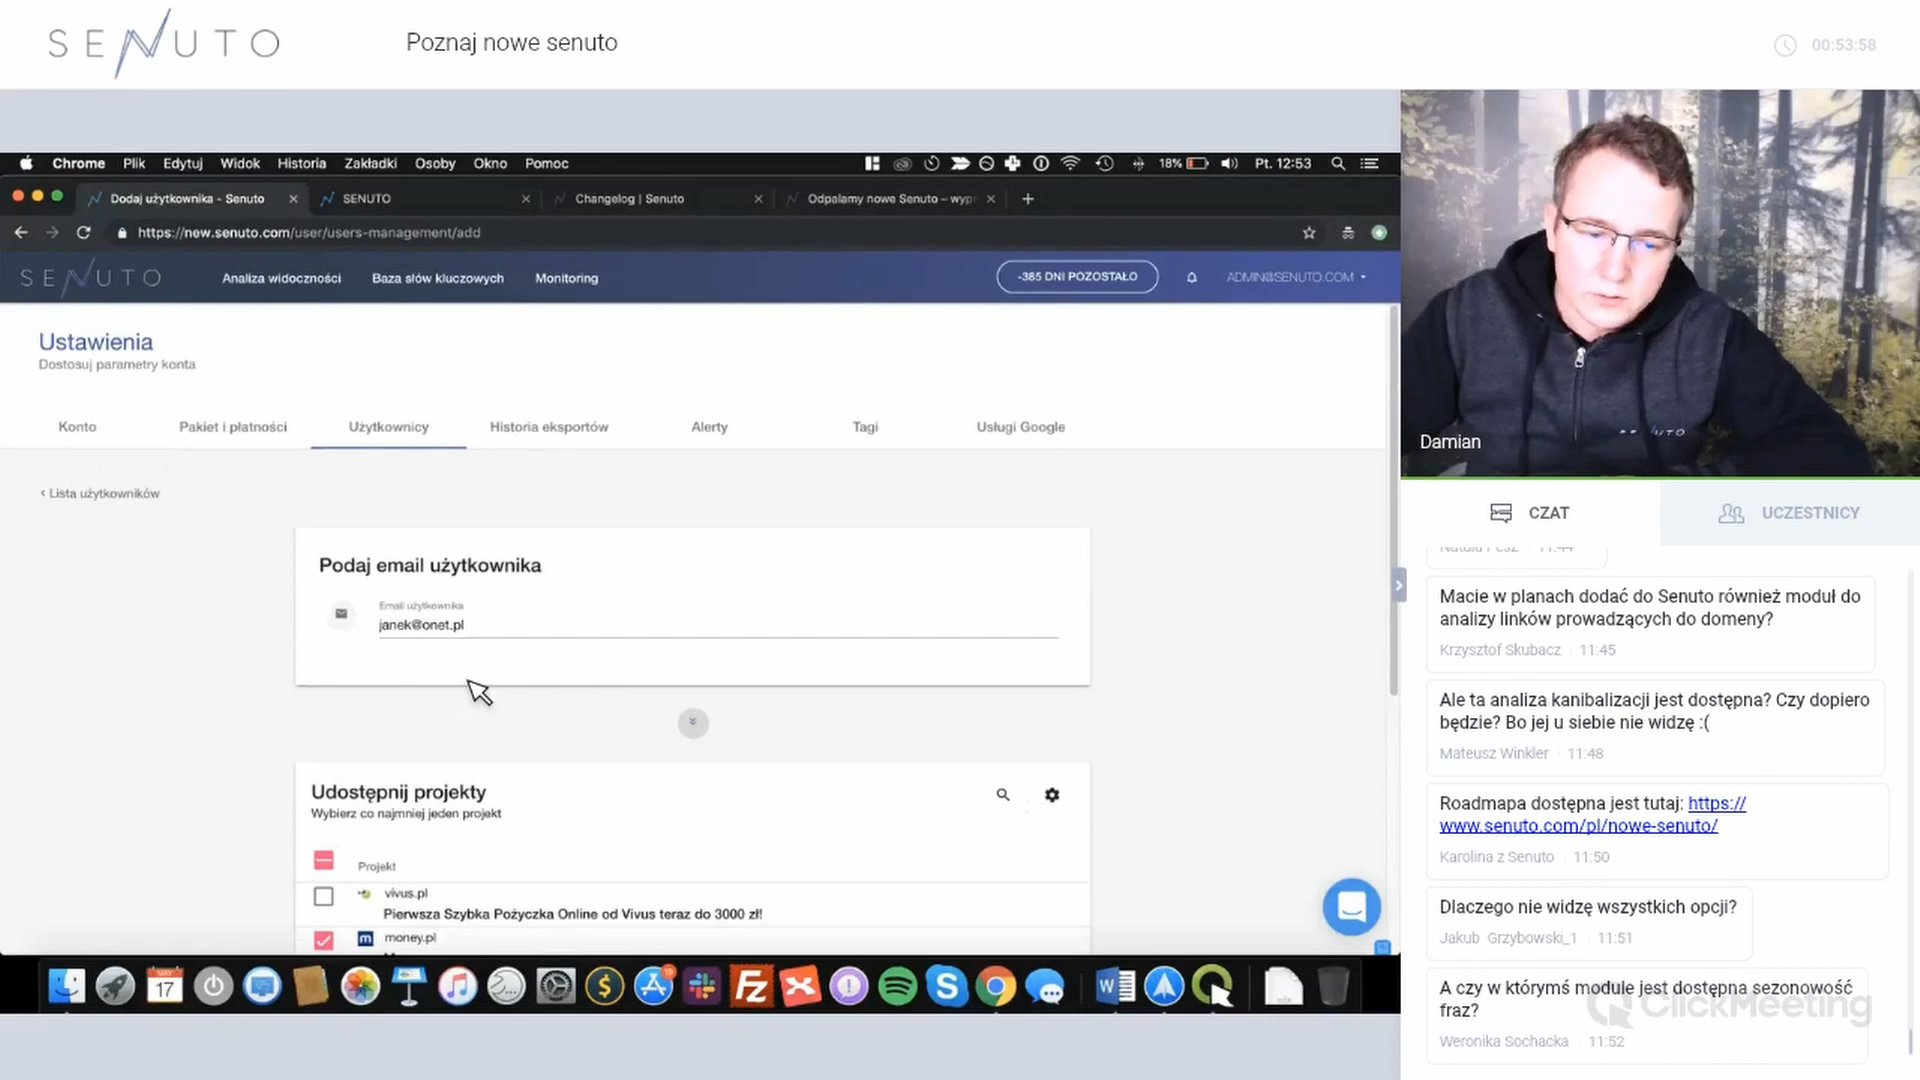 SENUTO
Poznaj nowe senuto
00:53:58
Chrome Plik Edytuj Widok Historia Zakładki Osoby Okno Pomoc
18% Pt. 12:53
Dodaj użytkownika - Senuto
SENUTO
Changelog | Senuto
Odpalamy nowe Senuto – wypr
https://new.senuto.com/user/users-management/add
SENUTO
Analiza widoczności
Baza słów kluczowych
Monitoring
-385 DNI POZOSTAŁO
ADMIN@SENUTO.COM
Ustawienia
Dostosuj parametry konta
Konto
Pakiet i płatności
Użytkownicy
Historia eksportów
Alerty
Tagi
Usługi Google
‹ Lista użytkowników
Podaj email użytkownika
Email użytkownika
janek@onet.pl
Udostępnij projekty
Wybierz co najmniej jeden projekt
Projekt
vivus.pl
Pierwsza Szybka Pożyczka Online od Vivus teraz do 3000 zł!
m money.pl
MAY
17
Damian
SENUTO
CZAT
UCZESTNICY
11:44
Macie w planach dodać do Senuto również moduł do
analizy linków prowadzących do domeny?
Krzysztof Skubacz 11:45
Ale ta analiza kanibalizacji jest dostępna? Czy dopiero
będzie? Bo jej u siebie nie widzę :(
Mateusz Winkler 11:48
Roadmapa dostępna jest tutaj: https://
www.senuto.com/pl/nowe-senuto/
Karolina z Senuto 11:50
Dlaczego nie widzę wszystkich opcji?
Jakub Grzybowski_1 11:51
A czy w którymś module jest dostępna sezonowość
fraz?
Weronika Sochacka 11:52
ClickMeeting